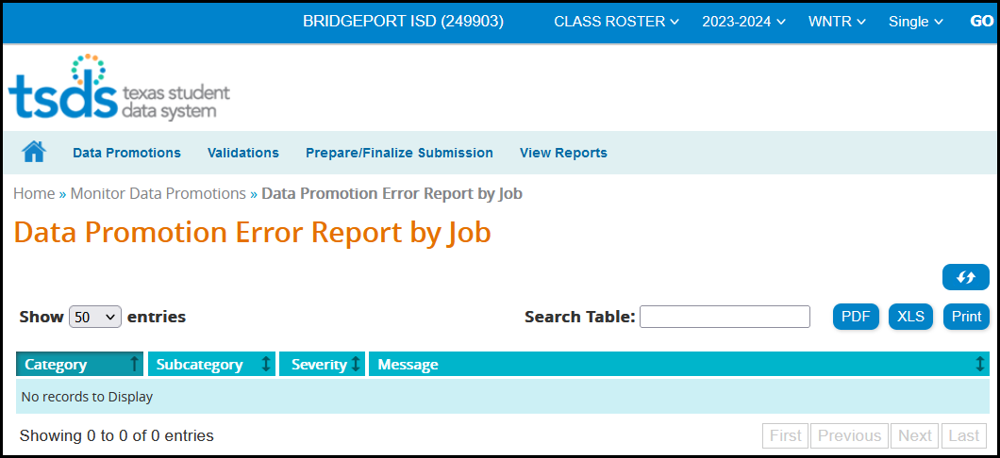 BRIDGEPORT ISD (249903) CLASS ROSTER 2023-2024 WNTR Single GO
tsds texas student
data system
Data Promotions Validations Prepare/Finalize Submission View Reports
Home » Monitor Data Promotions » Data Promotion Error Report by Job
Data Promotion Error Report by Job
Show 50 entries Search Table: PDF XLS Print
Category Subcategory Severity Message
No records to Display
Showing 0 to 0 of 0 entries First Previous Next Last